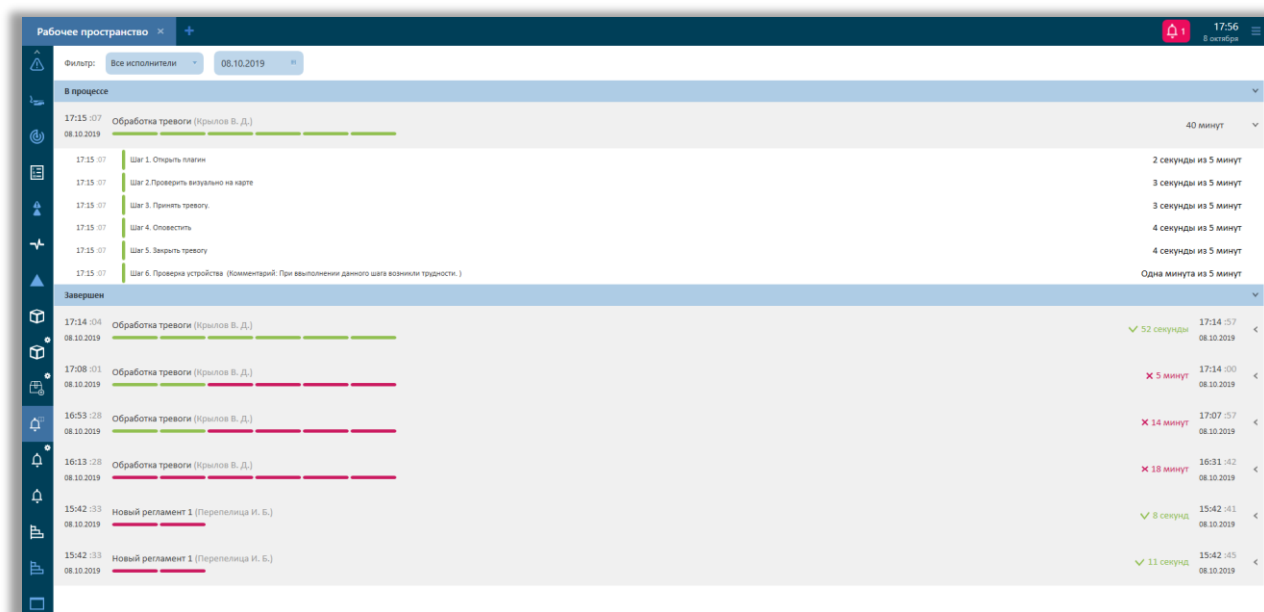 Рабочее пространство × +
1 17:56
8 октября
Фильтр: Все исполнители 08.10.2019
В процессе
17:15 :07 Обработка тревоги (Крылов В. Д.) 40 минут
08.10.2019
17:15 :07 Шаг 1. Открыть плагин 2 секунды из 5 минут
17:15 :07 Шаг 2.Проверить визуально на карте 3 секунды из 5 минут
17:15 :07 Шаг 3. Принять тревогу. 3 секунды из 5 минут
17:15 :07 Шаг 4. Оповестить 4 секунды из 5 минут
17:15 :07 Шаг 5. Закрыть тревогу 4 секунды из 5 минут
17:15 :07 Шаг 6. Проверка устройства (Комментарий: При ввыполнении данного шага возникли трудности. ) Одна минута из 5 минут
Завершен
17:14 :04 Обработка тревоги (Крылов В. Д.) 52 секунды 17:14 :57
08.10.2019 08.10.2019
17:08 :01 Обработка тревоги (Крылов В. Д.) 5 минут 17:14 :00
08.10.2019 08.10.2019
16:53 :28 Обработка тревоги (Крылов В. Д.) 14 минут 17:07 :57
08.10.2019 08.10.2019
16:13 :28 Обработка тревоги (Крылов В. Д.) 18 минут 16:31 :42
08.10.2019 08.10.2019
15:42 :33 Новый регламент 1 (Перепелица И. Б.) 8 секунд 15:42 :41
08.10.2019 08.10.2019
15:42 :33 Новый регламент 1 (Перепелица И. Б.) 11 секунд 15:42 :45
08.10.2019 08.10.2019